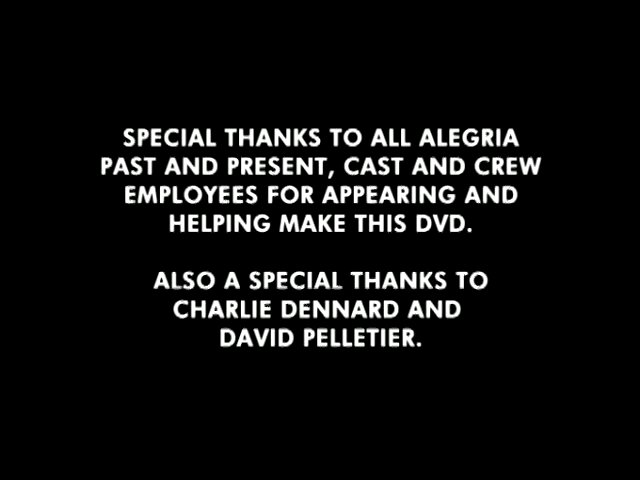 SPECIAL THANKS TO ALL ALEGRIA
PAST AND PRESENT, CAST AND CREW
EMPLOYEES FOR APPEARING AND
HELPING MAKE THIS DVD.
ALSO A SPECIAL THANKS TO
CHARLIE DENNARD AND
DAVID PELLETIER.